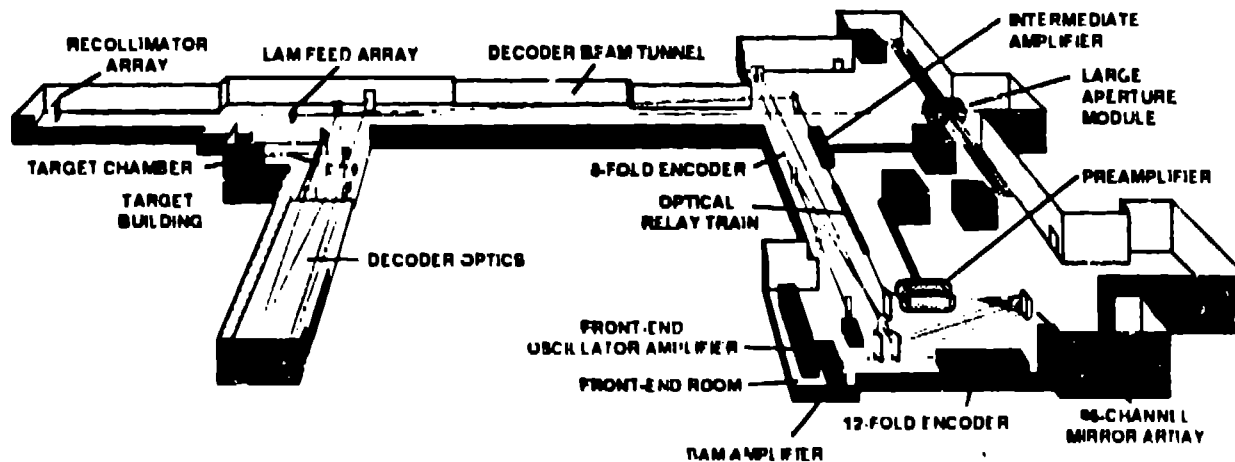 RECOLLIMATOR
ARRAY
LAM FEED ARRAY
DECODER BEAM TUNNEL
INTERMEDIATE
AMPLIFIER
LARGE
APERTURE
MODULE
TARGET CHAMBER
TARGET
BUILDING
8-FOLD ENCODER
OPTICAL
RELAY TRAIN
PREAMPLIFIER
DECODER OPTICS
FRONT-END
OSCILLATOR AMPLIFIER
FRONT-END ROOM
12-FOLD ENCODER
96-CHANNEL
MIRROR ARRAY
AMPLIFIER